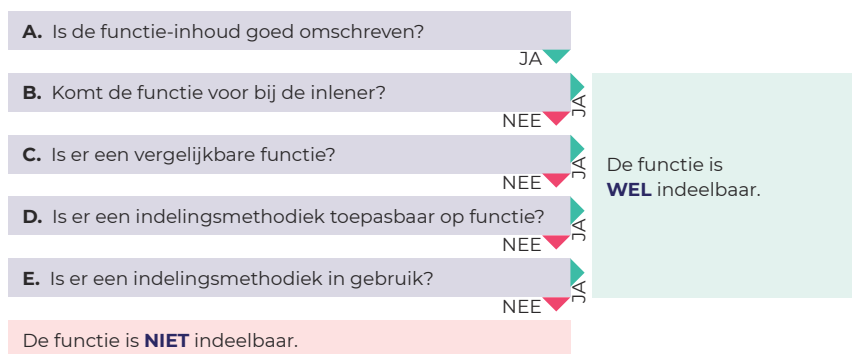 A. Is de functie-inhoud goed omschreven?
JA
B. Komt de functie voor bij de inlener?
JA
NEE
C. Is er een vergelijkbare functie?
JA
NEE
De functie is
WEL indeelbaar.
D. Is er een indelingsmethodiek toepasbaar op functie?
JA
NEE
E. Is er een indelingsmethodiek in gebruik?
JA
NEE
De functie is NIET indeelbaar.